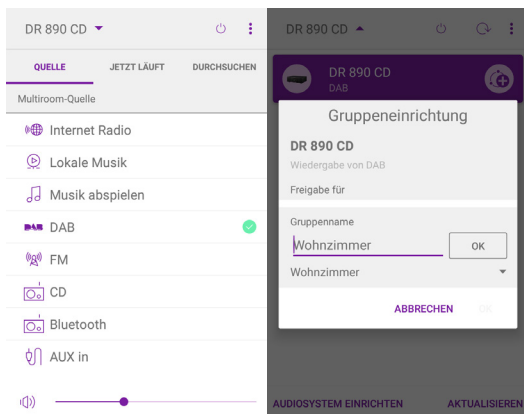 DR 890 CD
QUELLE JETZT LÄUFT DURCHSUCHEN
Multiroom-Quelle
Internet Radio
Lokale Musik
Musik abspielen
DAB DAB
FM
CD
Bluetooth
AUX in
DR 890 CD
DR 890 CD
DAB
Gruppeneinrichtung
DR 890 CD
Wiedergabe von DAB
Freigabe für
Gruppenname
Wohnzimmer OK
Wohnzimmer
ABBRECHEN OK
AUDIOSYSTEM EINRICHTEN AKTUALISIEREN